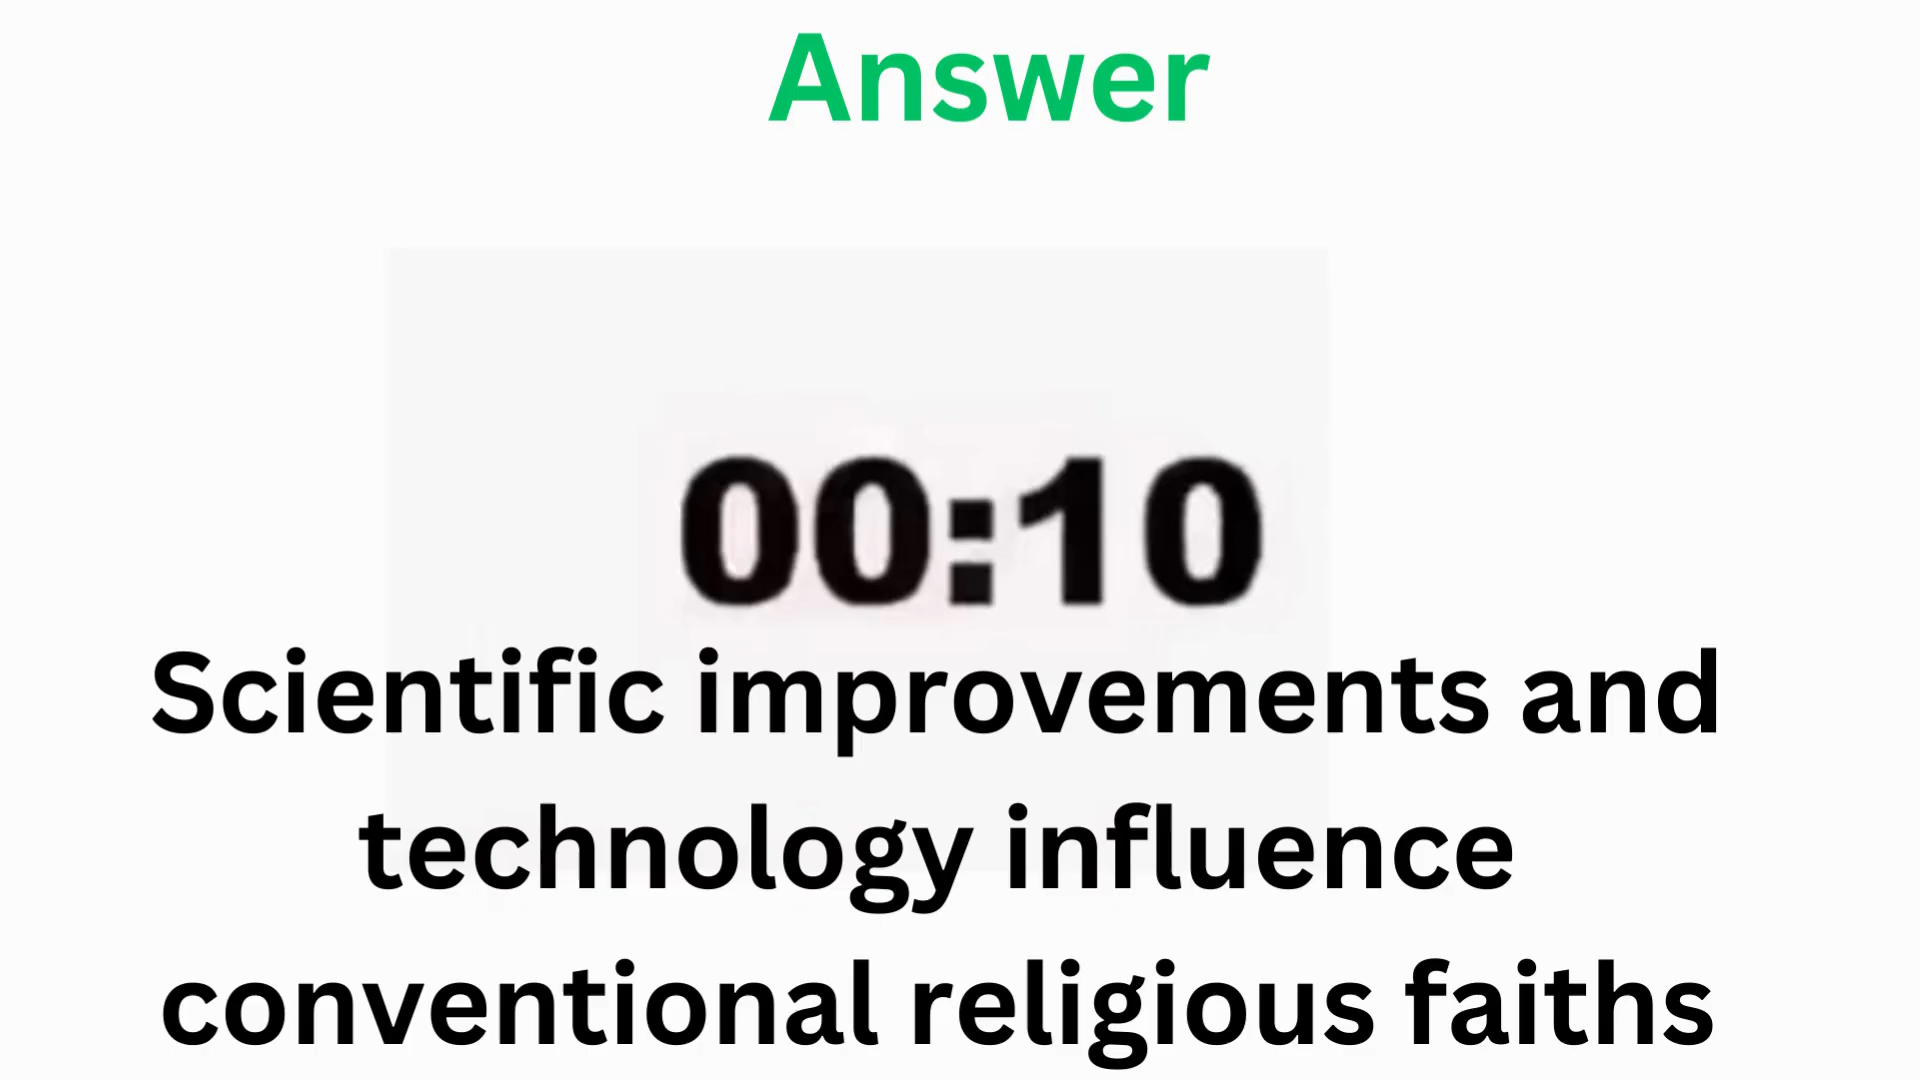 Answer
00:10
Scientific improvements and
technology influence
conventional religious faiths